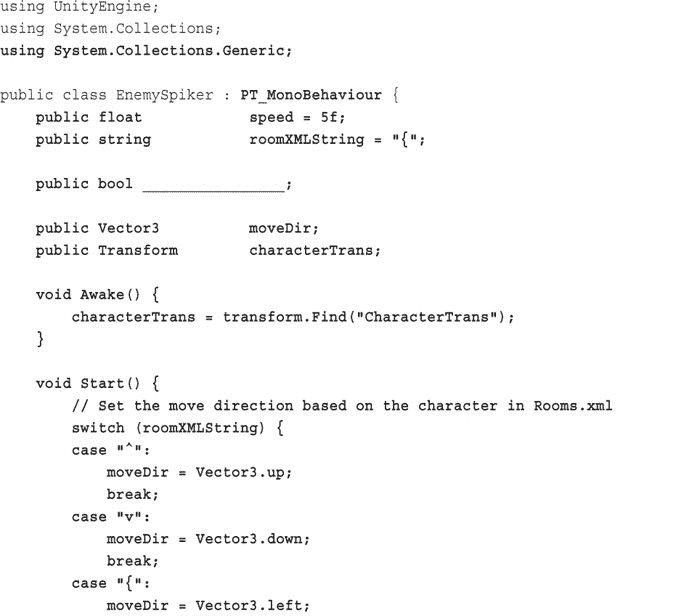 using UnityEngine;
using System.Collections;
using System.Collections.Generic;
public class EnemySpiker : PT_MonoBehaviour {
public float speed = 5f;
public string roomXMLString = "{";
public bool ________________;
public Vector3 moveDir;
public Transform characterTrans;
void Awake() {
characterTrans = transform.Find("CharacterTrans");
}
void Start() {
// Set the move direction based on the character in Rooms.xml
switch (roomXMLString) {
case "^":
moveDir = Vector3.up;
break;
case "v":
moveDir = Vector3.down;
break;
case "{":
moveDir = Vector3.left;